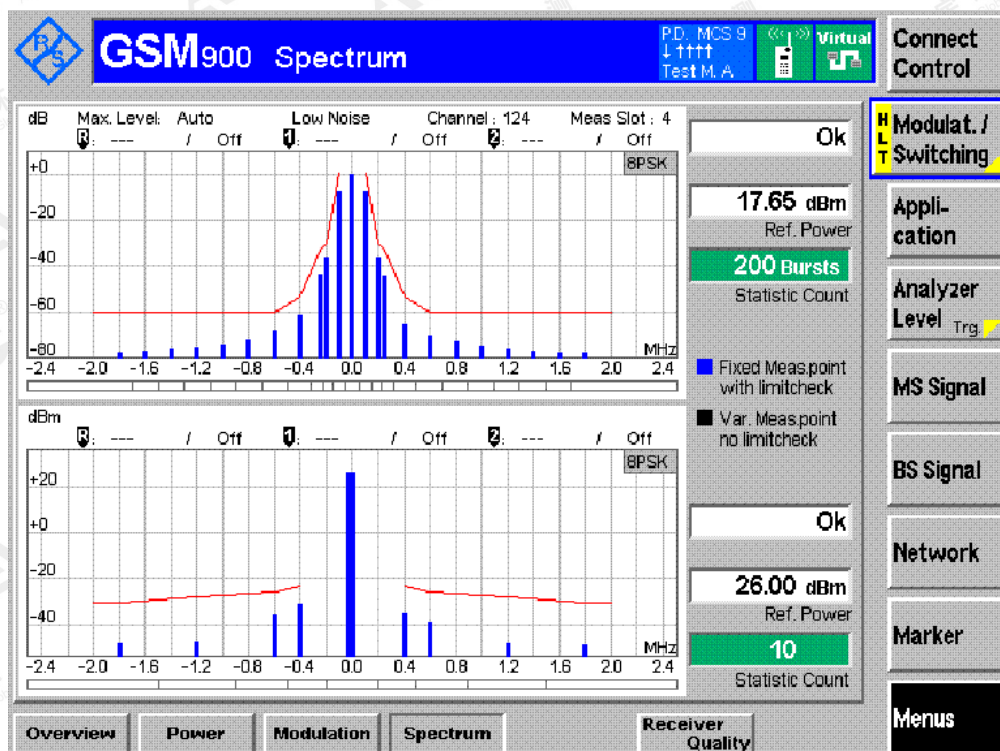 R/S
GSM900 Spectrum
P.D. MCS 9
↓↑↑↑↑
Test M. A
Virtual
Connect Control
dB Max. Level: Auto Low Noise Channel : 124 Meas Slot : 4
R: --- / Off 1: --- / Off 2: --- / Off
8PSK
+0
-20
-40
-60
-80
MHz
-2.4 -2.0 -1.6 -1.2 -0.8 -0.4 0.0 0.4 0.8 1.2 1.6 2.0 2.4
Ok
17.65 dBm
Ref. Power
200 Bursts
Statistic Count
Fixed Meas.point
with limitcheck
Var. Meas.point
no limitcheck
dBm
R: --- / Off 1: --- / Off 2: --- / Off
8PSK
+20
+0
-20
-40
MHz
-2.4 -2.0 -1.6 -1.2 -0.8 -0.4 0.0 0.4 0.8 1.2 1.6 2.0 2.4
Ok
26.00 dBm
Ref. Power
10
Statistic Count
H L T
Modulat. /
Switching
Appli-
cation
Analyzer
Level Trg.
MS Signal
BS Signal
Network
Marker
Menus
Overview Power Modulation Spectrum
Receiver
Quality